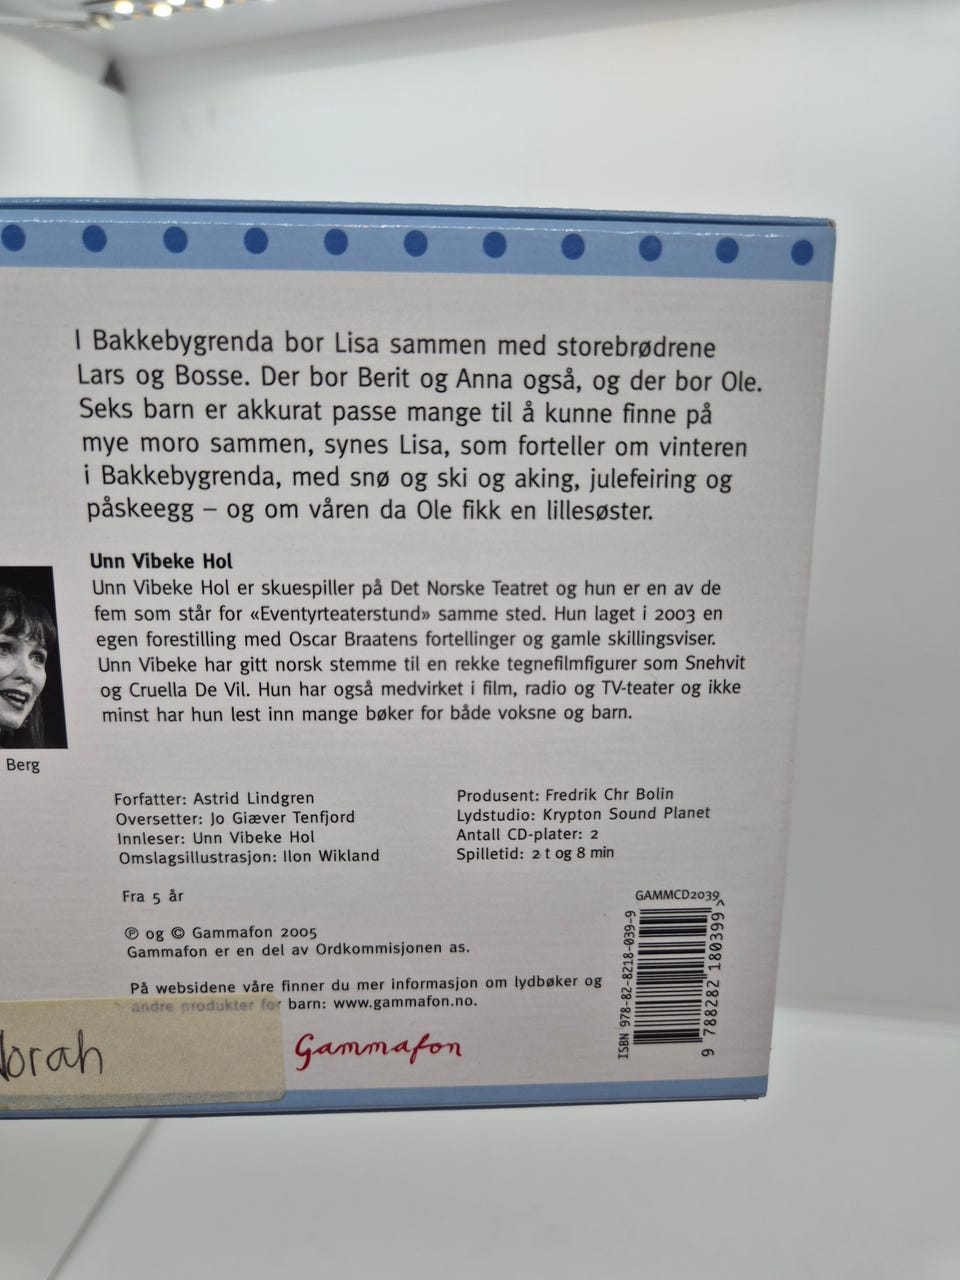 I Bakkebygrenda bor Lisa sammen med storebrødrene
Lars og Bosse. Der bor Berit og Anna også, og der bor Ole.
Seks barn er akkurat passe mange til å kunne finne på
mye moro sammen, synes Lisa, som forteller om vinteren
i Bakkebygrenda, med snø og ski og aking, julefeiring og
påskeegg – og om våren da Ole fikk en lillesøster.
Unn Vibeke Hol
Unn Vibeke Hol er skuespiller på Det Norske Teatret og hun er en av de
fem som står for «Eventyrteaterstund» samme sted. Hun laget i 2003 en
egen forestilling med Oscar Braatens fortellinger og gamle skillingsviser.
Unn Vibeke har gitt norsk stemme til en rekke tegnefilmfigurer som Snehvit
og Cruella De Vil. Hun har også medvirket i film, radio og TV-teater og ikke
minst har hun lest inn mange bøker for både voksne og barn.
Berg
Forfatter: Astrid Lindgren
Oversetter: Jo Giæver Tenfjord
Innleser: Unn Vibeke Hol
Omslagsillustrasjon: Ilon Wikland
Produsent: Fredrik Chr Bolin
Lydstudio: Krypton Sound Planet
Antall CD-plater: 2
Spilletid: 2 t og 8 min
Fra 5 år
℗ og © Gammafon 2005
Gammafon er en del av Ordkommisjonen as.
På websidene våre finner du mer informasjon om lydbøker og
andre produkter for barn: www.gammafon.no.
GAMMCD2039
ISBN 978-82-8218-039-9
9 788282 180399 >
Norah
Gammafon